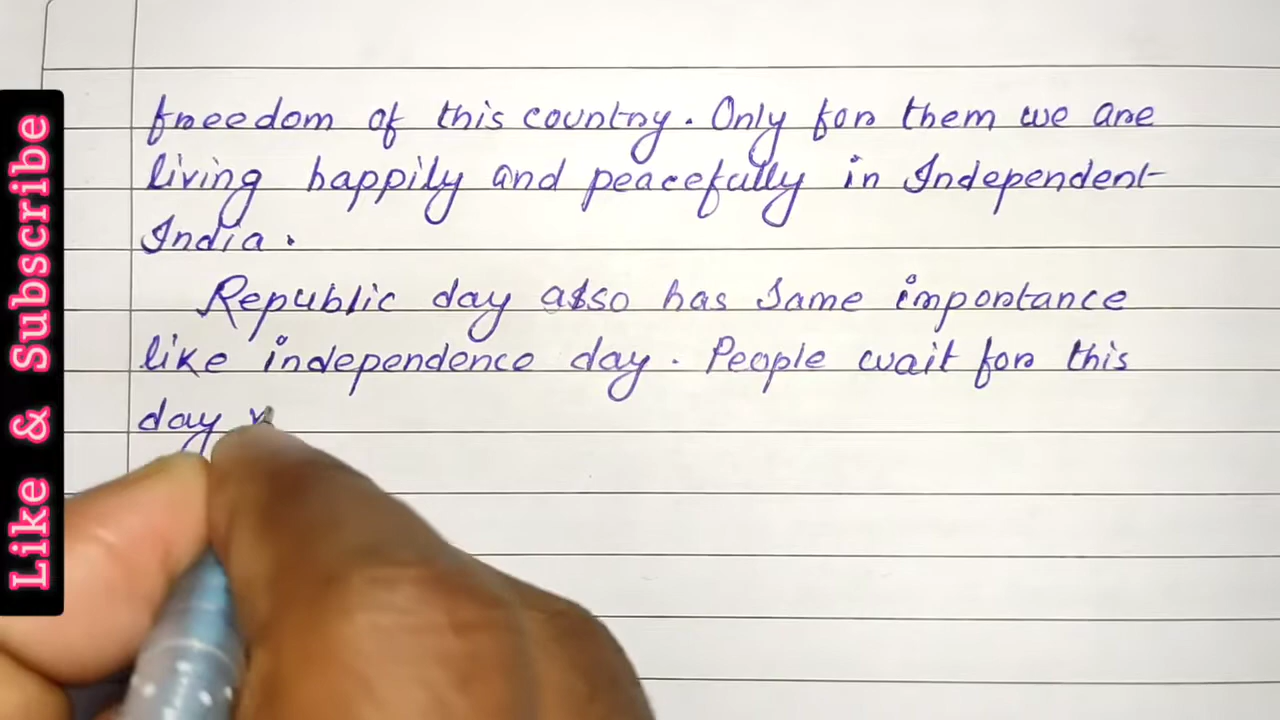 Like & Subscribe
freedom of this country. Only for them we are
living happily and peacefully in Independent
India.
Republic day also has same importance
like independence day. People wait for this
day